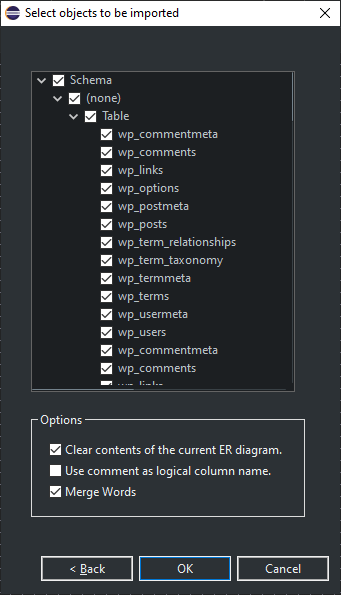 Select objects to be imported
Schema
(none)
Table
wp_commentmeta
wp_comments
wp_links
wp_options
wp_postmeta
wp_posts
wp_term_relationships
wp_term_taxonomy
wp_termmeta
wp_terms
wp_usermeta
wp_users
wp_commentmeta
wp_comments
wp_links
Options
Clear contents of the current ER diagram.
Use comment as logical column name.
Merge Words
< Back
OK
Cancel